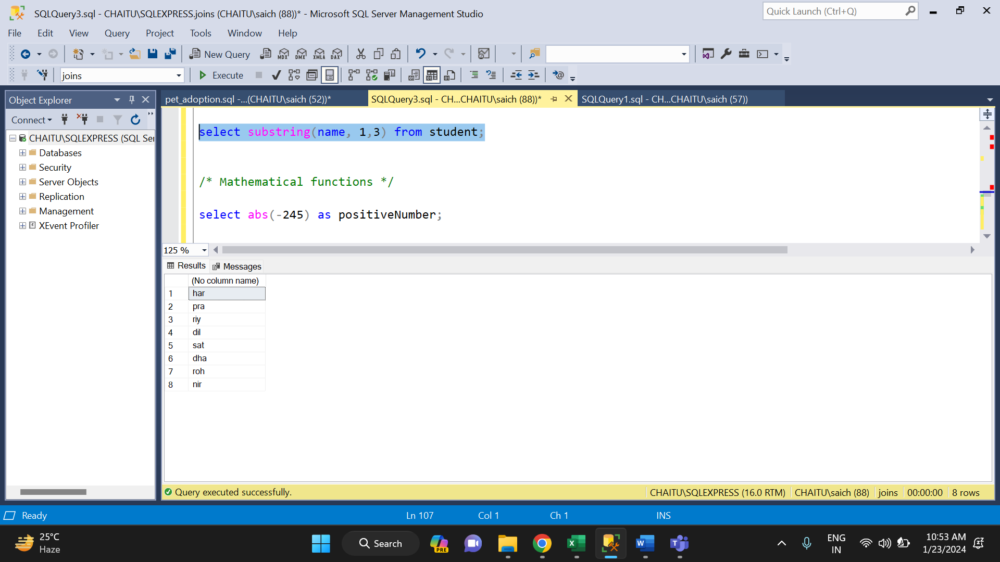 SQLQuery3.sql - CHAITU\SQLEXPRESS.joins (CHAITU\saich (88))* - Microsoft SQL Server Management Studio
Quick Launch (Ctrl+Q)
File Edit View Query Project Tools Window Help
New Query MDX DMX XMLA DAX
joins Execute
Object Explorer
pet_adoption.sql -...(CHAITU\saich (52))* SQLQuery3.sql - CH...CHAITU\saich (88))* SQLQuery1.sql - CH...CHAITU\saich (57))
Connect
CHAITU\SQLEXPRESS (SQL Ser
Databases
Security
Server Objects
Replication
Management
XEvent Profiler
select substring(name, 1,3) from student;
/* Mathematical functions */
select abs(-245) as positiveNumber;
125 %
Results Messages
(No column name)
1 har
2 pra
3 riy
4 dil
5 sat
6 dha
7 roh
8 nir
Query executed successfully.
CHAITU\SQLEXPRESS (16.0 RTM) CHAITU\saich (88) joins 00:00:00 8 rows
Ready Ln 107 Col 1 Ch 1 INS
25°C
Haze
Search
PRE
ENG
IN
10:53 AM
1/23/2024